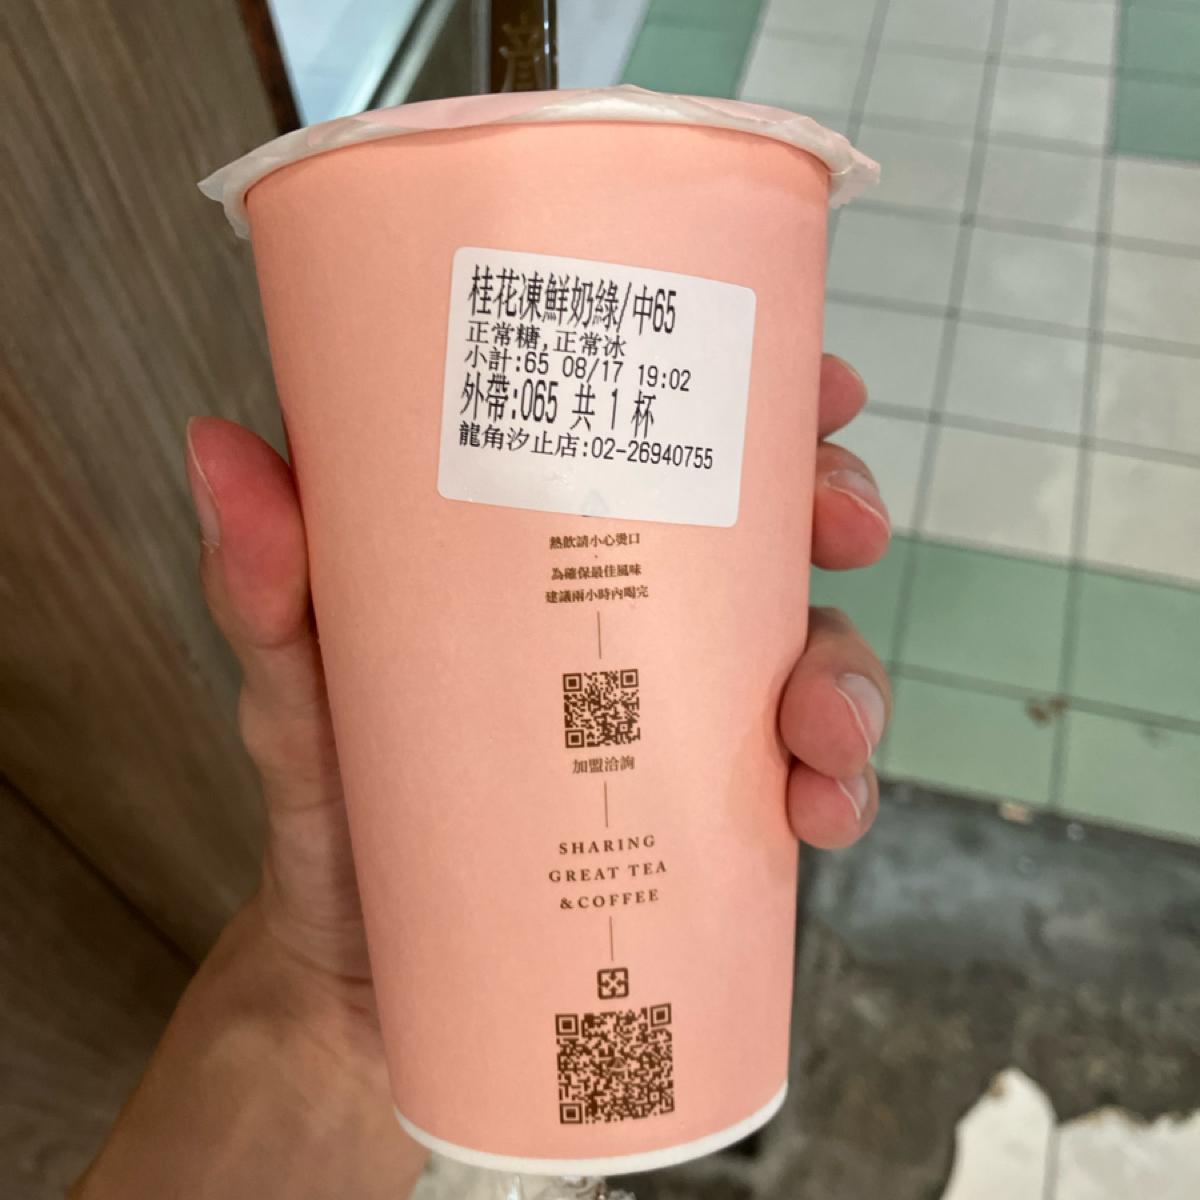 桂花凍鮮奶綠/中65
正常糖,正常冰
小計:65 08/17 19:02
外帶:065 共 1 杯
龍角汐止店:02-26940755
熱飲請小心燙口
為確保最佳風味
建議兩小時內喝完
加盟洽詢
SHARING
GREAT TEA
&COFFEE